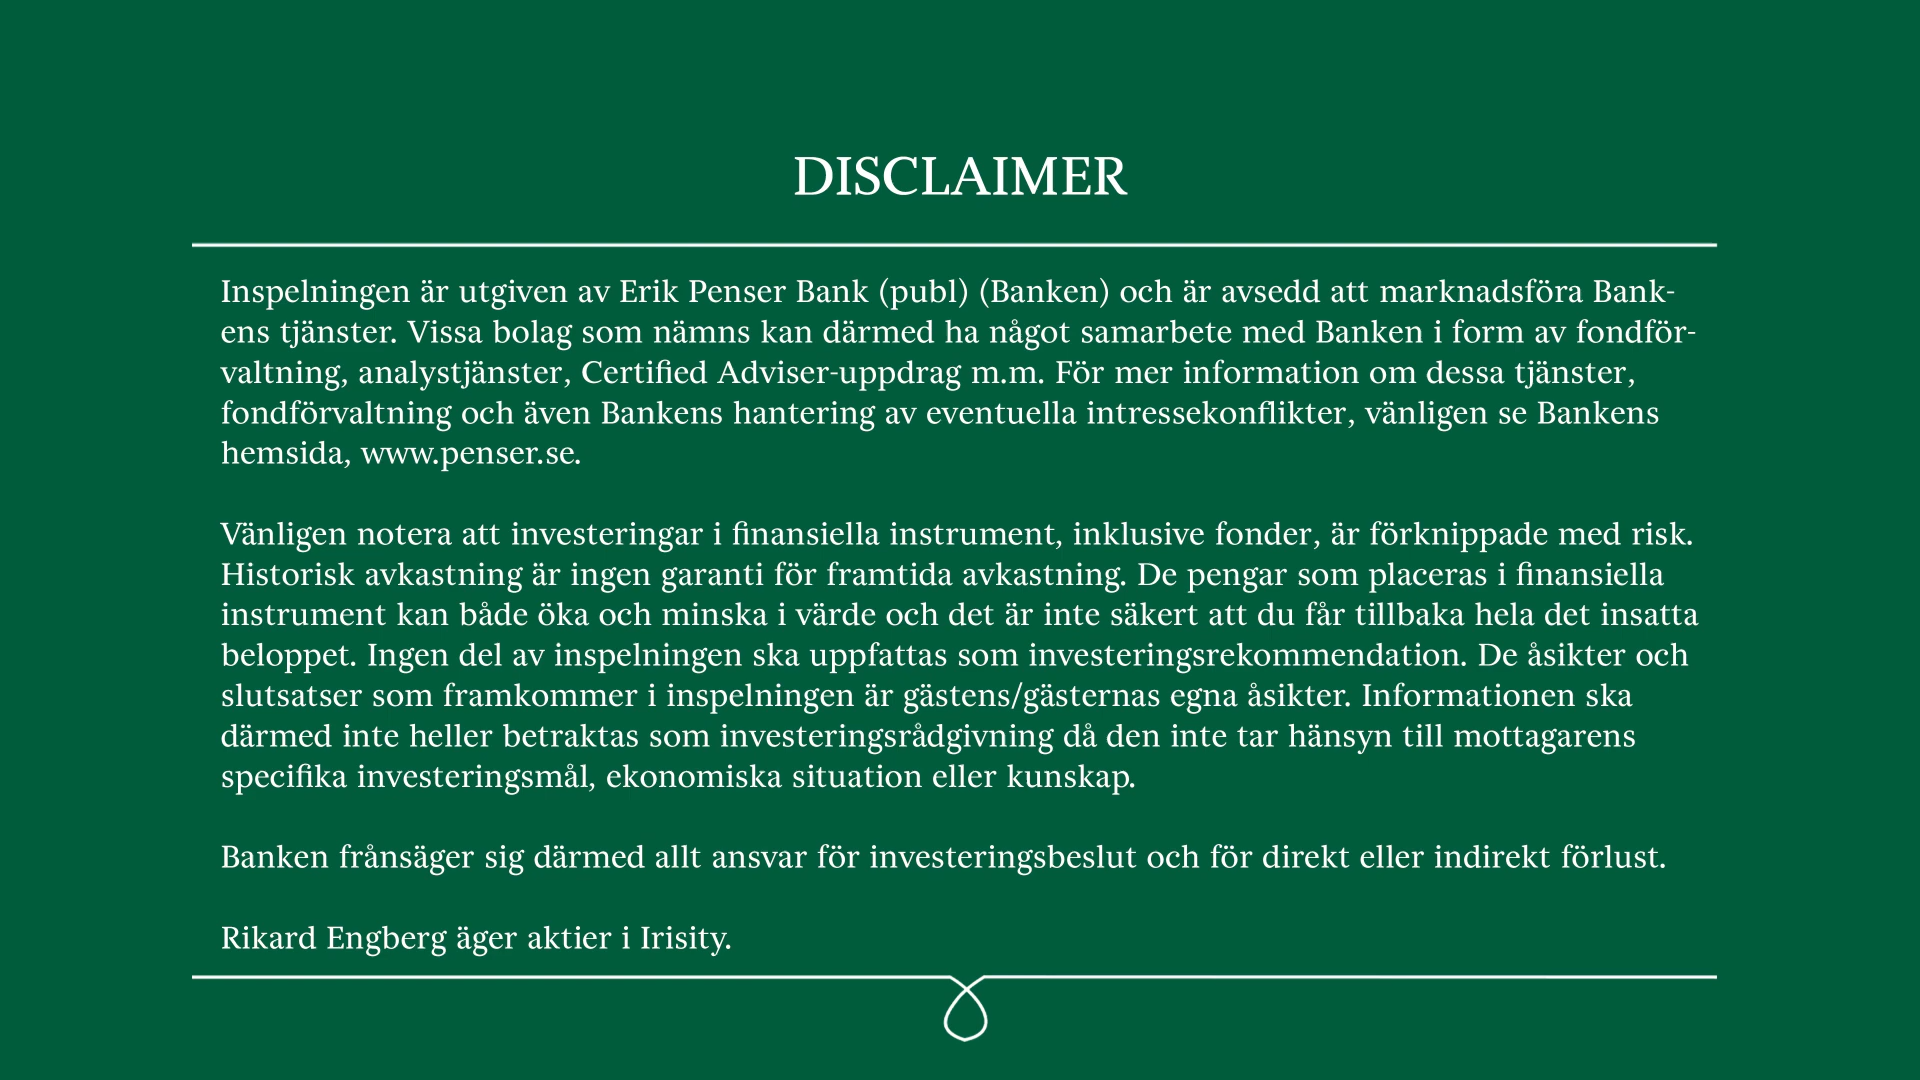 DISCLAIMER
Inspelningen är utgiven av Erik Penser Bank (publ) (Banken) och är avsedd att marknadsföra Bank-
ens tjänster. Vissa bolag som nämns kan därmed ha något samarbete med Banken i form av fondför-
valtning, analystjänster, Certified Adviser-uppdrag m.m. För mer information om dessa tjänster,
fondförvaltning och även Bankens hantering av eventuella intressekonflikter, vänligen se Bankens
hemsida, www.penser.se.
Vänligen notera att investeringar i finansiella instrument, inklusive fonder, är förknippade med risk.
Historisk avkastning är ingen garanti för framtida avkastning. De pengar som placeras i finansiella
instrument kan både öka och minska i värde och det är inte säkert att du får tillbaka hela det insatta
beloppet. Ingen del av inspelningen ska uppfattas som investeringsrekommendation. De åsikter och
slutsatser som framkommer i inspelningen är gästens/gästernas egna åsikter. Informationen ska
därmed inte heller betraktas som investeringsrådgivning då den inte tar hänsyn till mottagarens
specifika investeringsmål, ekonomiska situation eller kunskap.
Banken frånsäger sig därmed allt ansvar för investeringsbeslut och för direkt eller indirekt förlust.
Rikard Engberg äger aktier i Irisity.